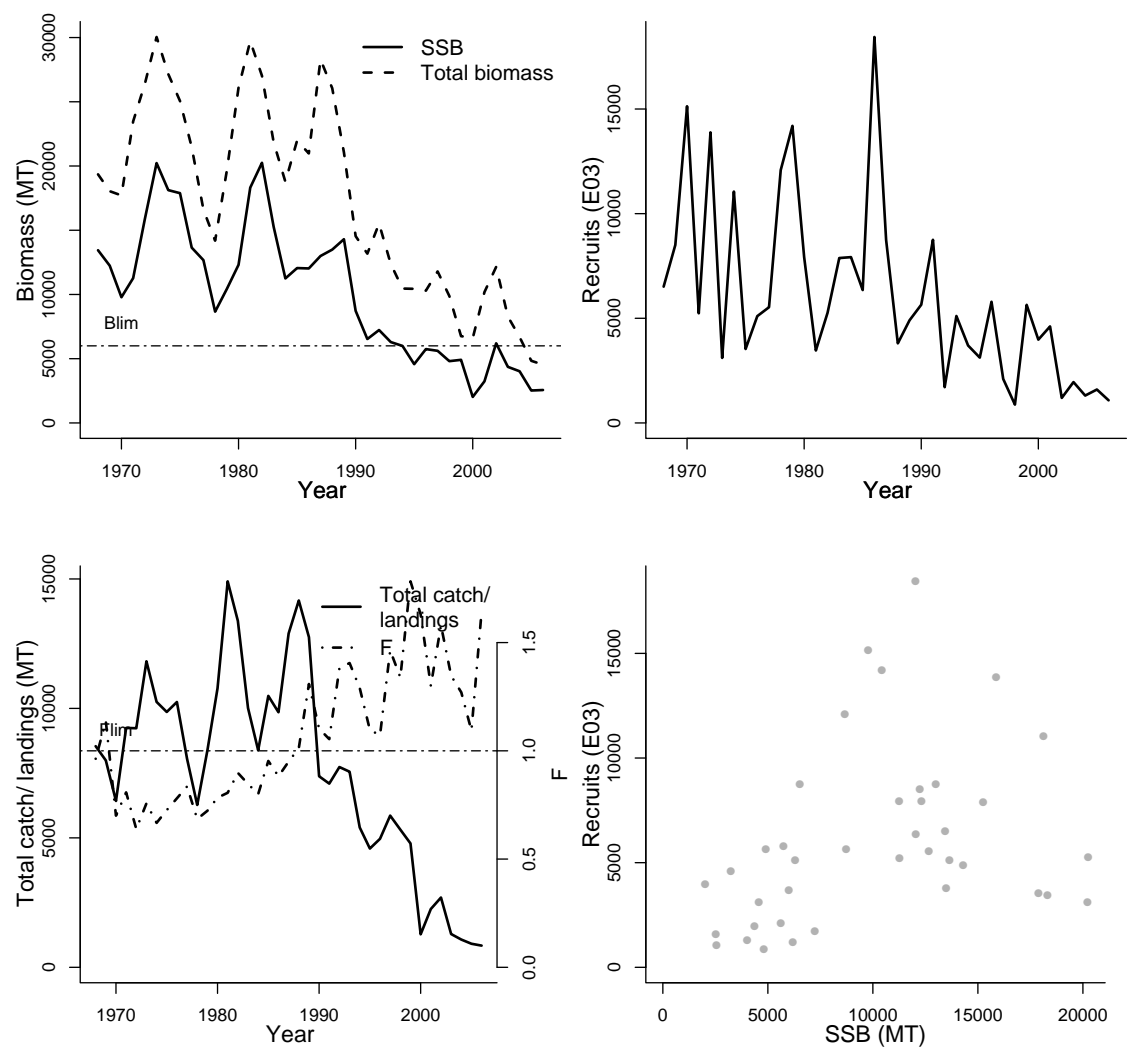 SSB
Total biomass
Blim
Biomass (MT)
0
5000
10000
20000
30000
1970
1980
1990
2000
Year
Recruits (E03)
0
5000
10000
15000
1970
1980
1990
2000
Year
Total catch/
landings
F
Flim
Total catch/ landings (MT)
0
5000
10000
15000
1970
1980
1990
2000
Year
F
0.0
0.5
1.0
1.5
Recruits (E03)
0
5000
10000
15000
0
5000
10000
15000
20000
SSB (MT)